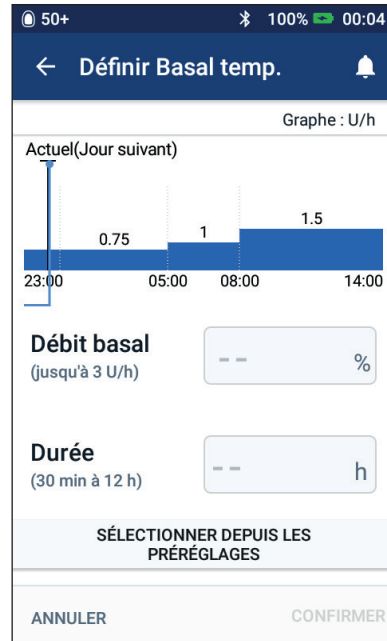 50+ 100% 00:04
Définir Basal temp.
Graphe : U/h
Actuel(Jour suivant)
0.75 1 1.5
23:00 05:00 08:00 14:00
Débit basal
(jusqu'à 3 U/h)
-- %
Durée
(30 min à 12 h)
-- h
SÉLECTIONNER DEPUIS LES
PRÉRÉGLAGES
ANNULER CONFIRMER